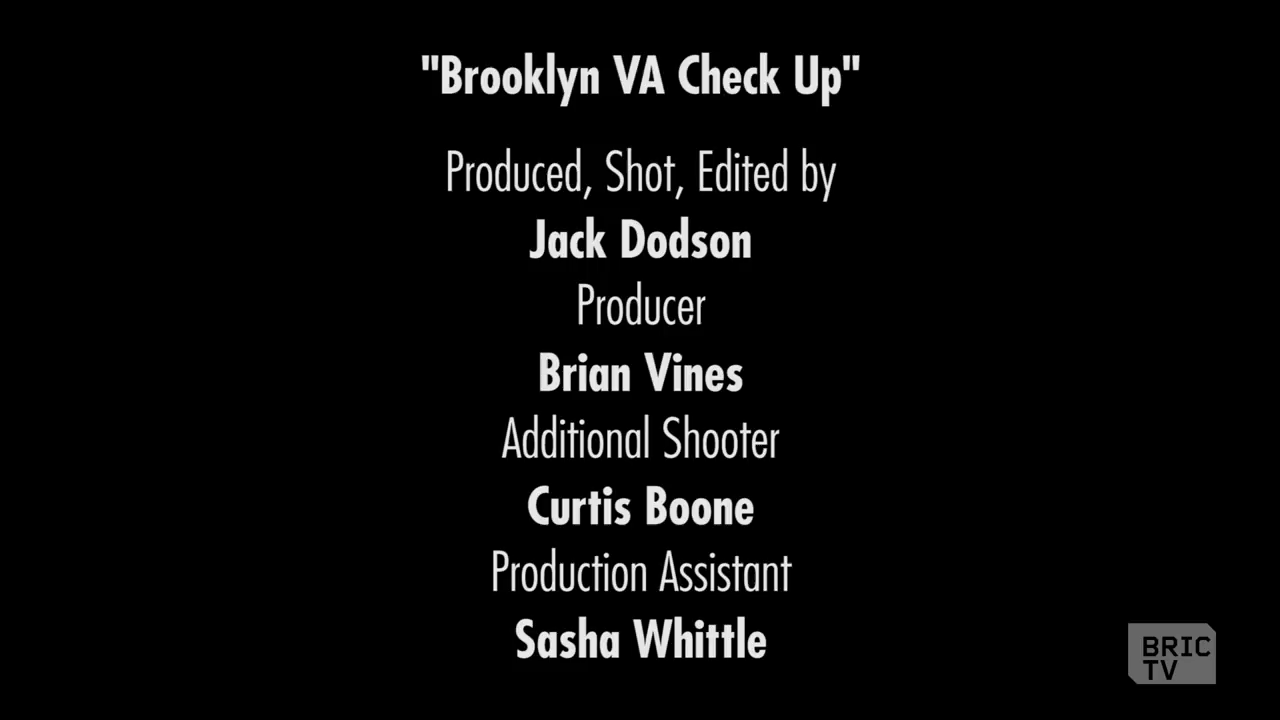 "Brooklyn VA Check Up"
Produced, Shot, Edited by
Jack Dodson
Producer
Brian Vines
Additional Shooter
Curtis Boone
Production Assistant
Sasha Whittle
BRIC
TV